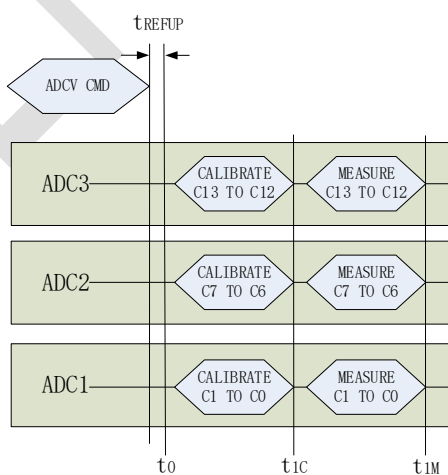 tREFUP
ADCV CMD
ADC3
CALIBRATE
C13 TO C12
MEASURE
C13 TO C12
ADC2
CALIBRATE
C7 TO C6
MEASURE
C7 TO C6
ADC1
CALIBRATE
C1 TO C0
MEASURE
C1 TO C0
t0
t1C
t1M